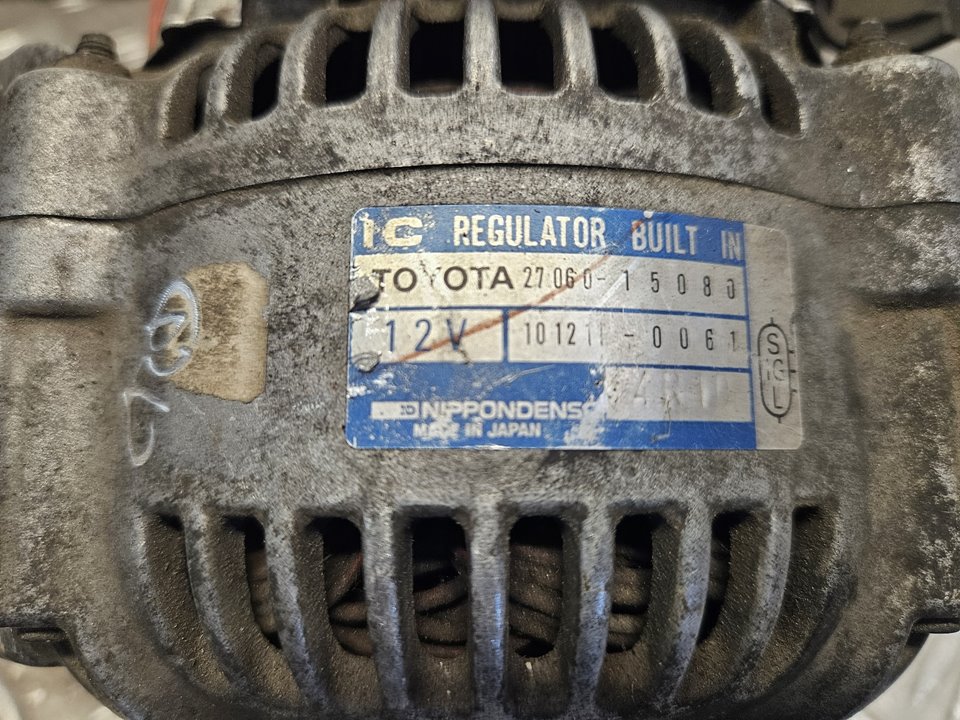 IC REGULATOR BUILT IN
TOYOTA 27060-15080
12V 101211-0061
NIPPONDENSO
MADE IN JAPAN
S
L